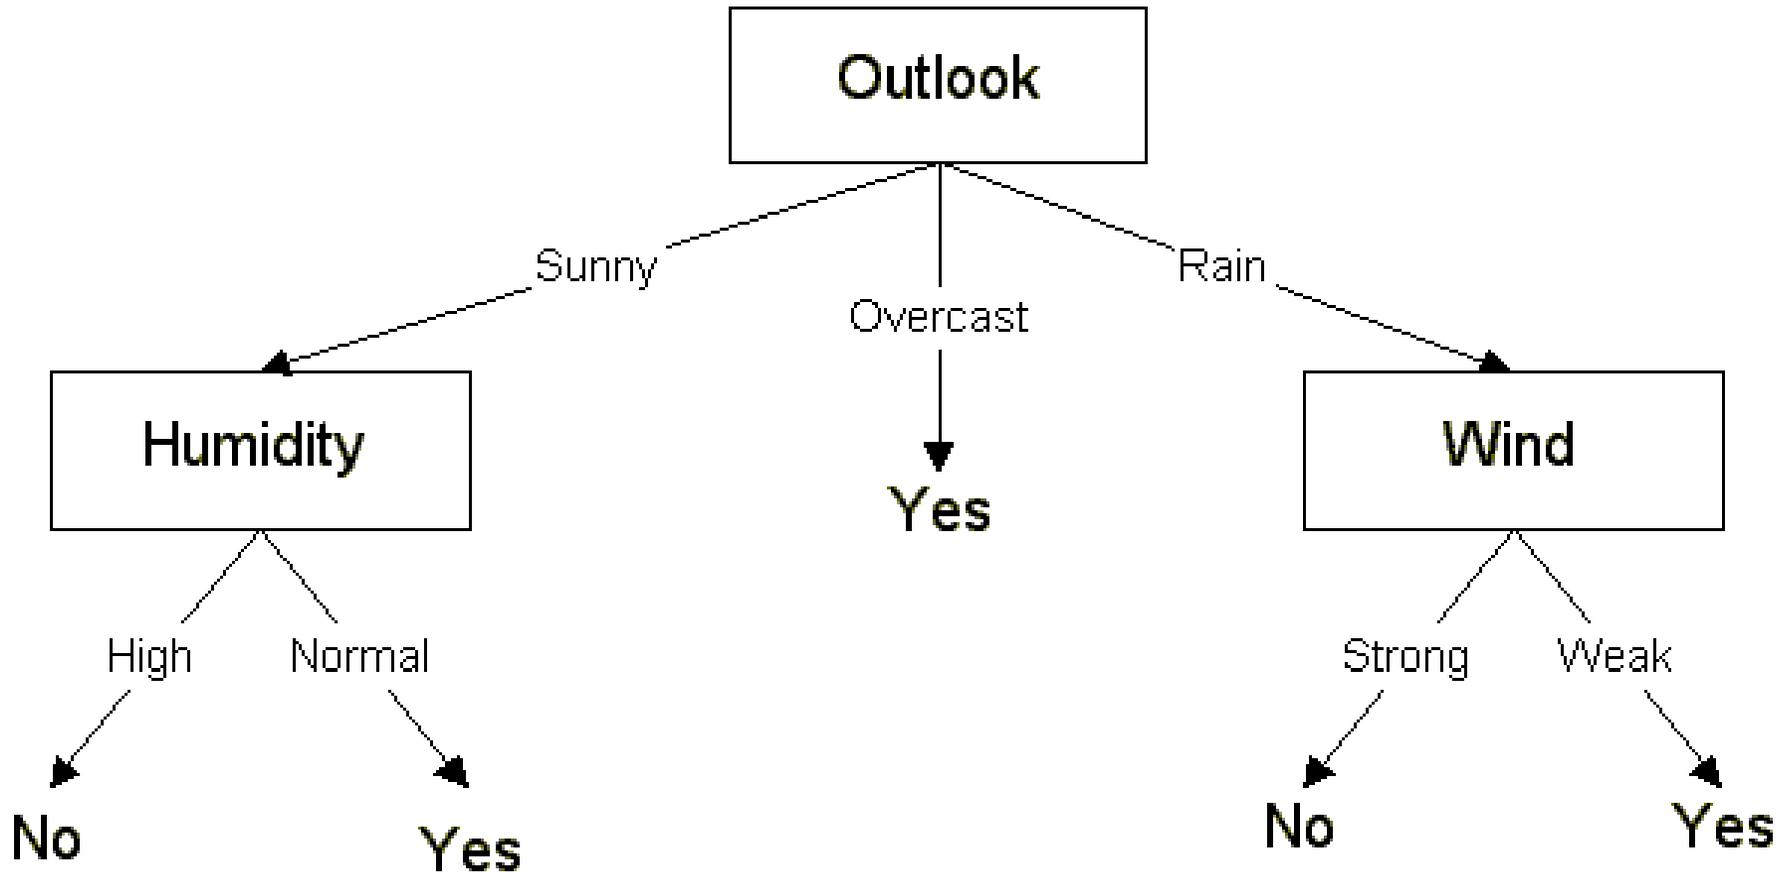 Outlook
Sunny
Rain
Overcast
Humidity
Wind
Yes
High
Normal
Strong
Weak
No
Yes
No
Yes